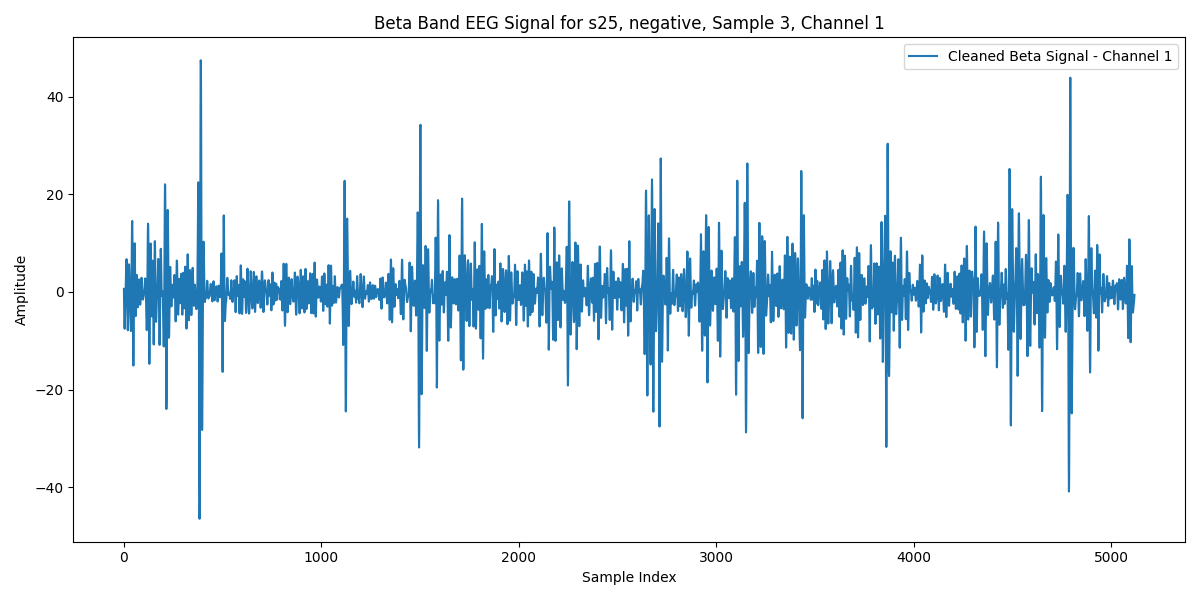 Beta Band EEG Signal for s25, negative, Sample 3, Channel 1
Cleaned Beta Signal - Channel 1
40
20
0
−20
−40
Amplitude
0 1000 2000 3000 4000 5000
Sample Index